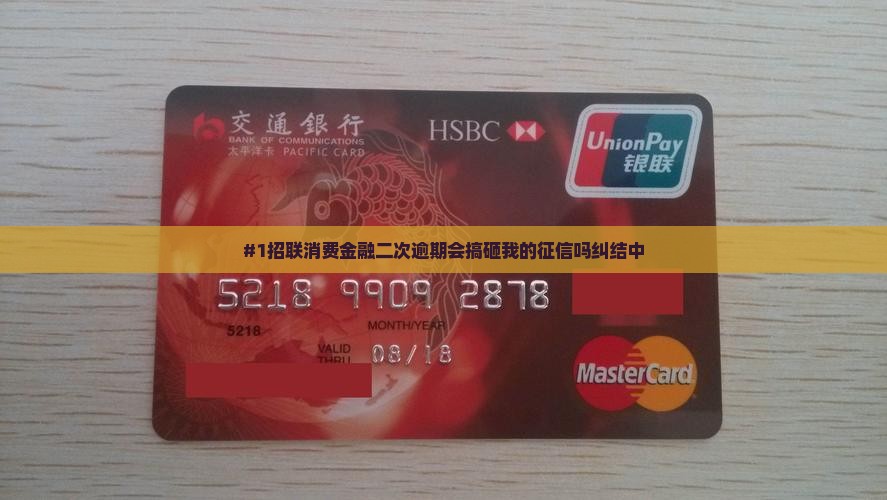 交通銀行
BANK OF COMMUNICATIONS
太平洋卡 PACIFIC CARD
HSBC
UnionPay
银联
#1招联消费金融二次逾期会搞砸我的征信吗纠结中
5218 9909 2878
5218
MONTH/YEAR
VALID
THRU
08/18
MasterCard